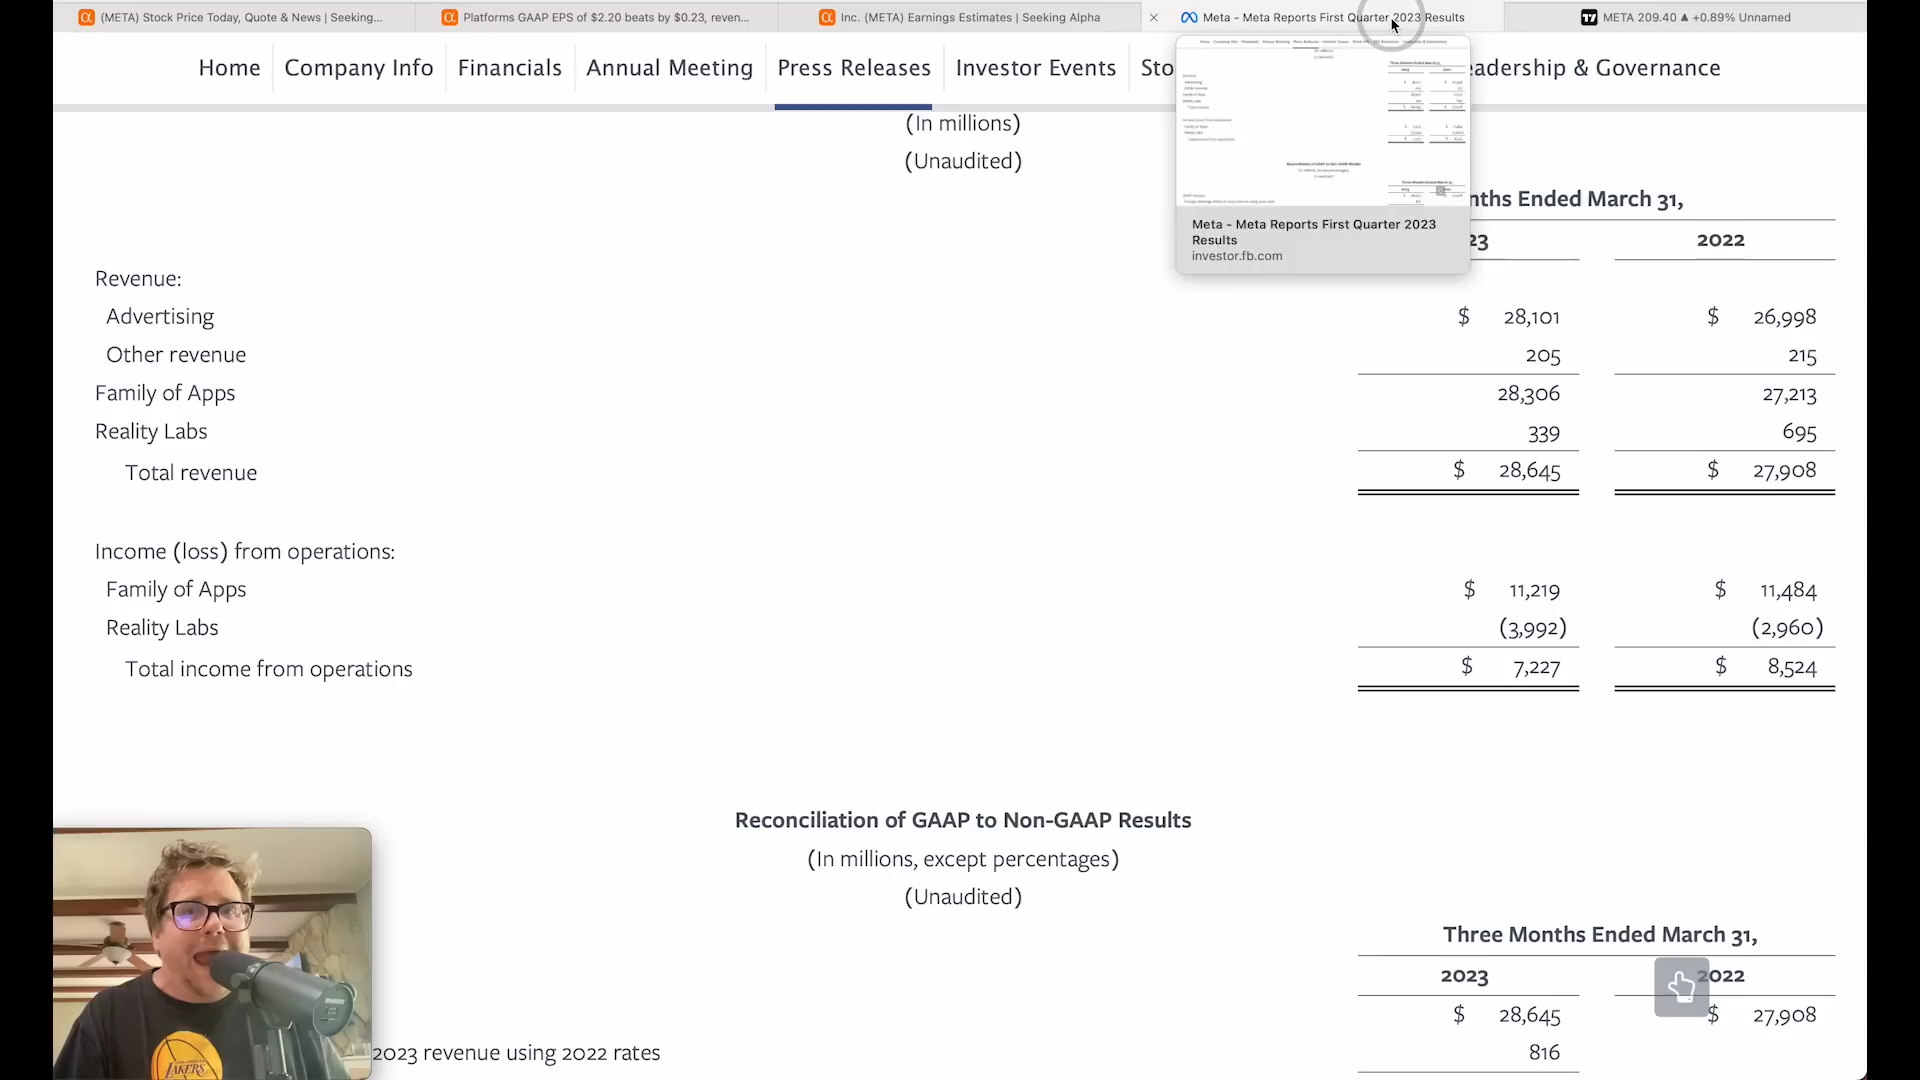 (META) Stock Price Today, Quote & News | Seeking...
Platforms GAAP EPS of $2.20 beats by $0.23, reven...
Inc. (META) Earnings Estimates | Seeking Alpha
Meta - Meta Reports First Quarter 2023 Results
META 209.40 ▲ +0.89% Unnamed
Home
Company Info
Financials
Annual Meeting
Press Releases
Investor Events
Sto
eadership & Governance
Meta - Meta Reports First Quarter 2023
Results
investor.fb.com
(In millions)
(Unaudited)
nths Ended March 31,
23 2022
Revenue:
Advertising $ 28,101 $ 26,998
Other revenue 205 215
Family of Apps 28,306 27,213
Reality Labs 339 695
Total revenue $ 28,645 $ 27,908
Income (loss) from operations:
Family of Apps $ 11,219 $ 11,484
Reality Labs (3,992) (2,960)
Total income from operations $ 7,227 $ 8,524
Reconciliation of GAAP to Non-GAAP Results
(In millions, except percentages)
(Unaudited)
Three Months Ended March 31,
2023 2022
$ 28,645 $ 27,908
2023 revenue using 2022 rates 816
LAKERS